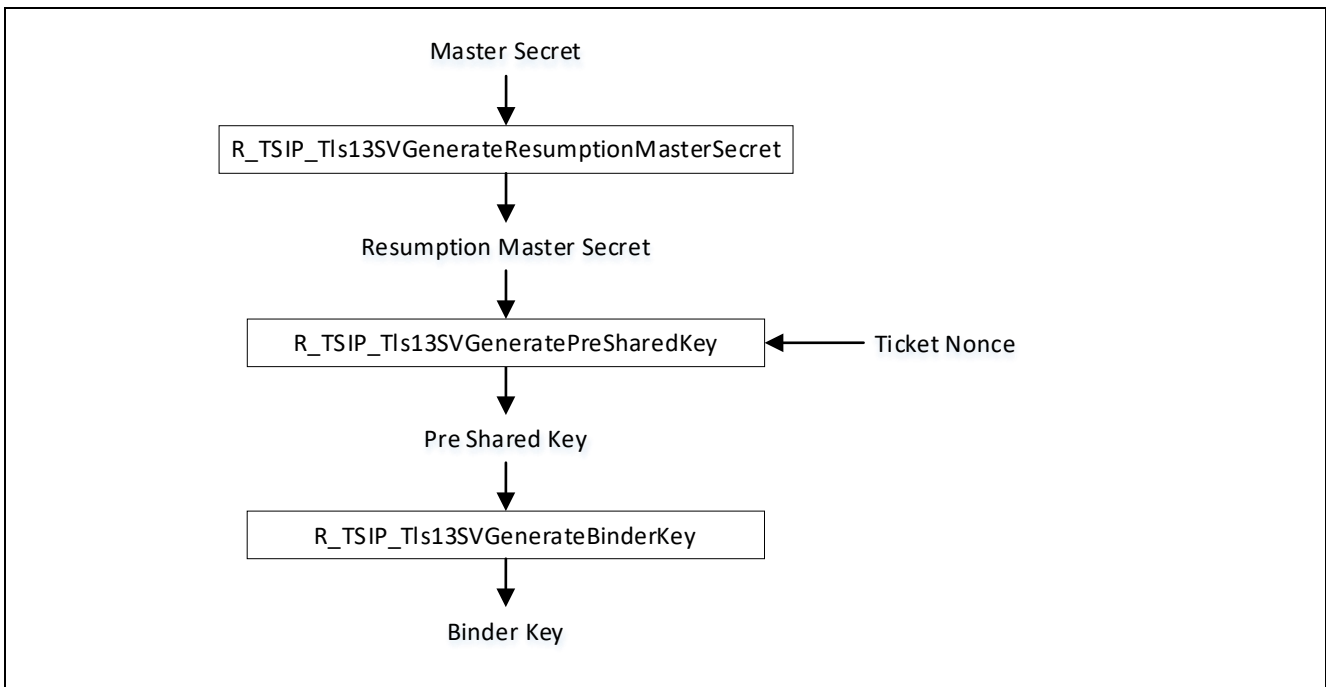 Master Secret
R_TSIP_Tls13SVGenerateResumptionMasterSecret
Resumption Master Secret
R_TSIP_Tls13SVGeneratePreSharedKey
Ticket Nonce
Pre Shared Key
R_TSIP_Tls13SVGenerateBinderKey
Binder Key